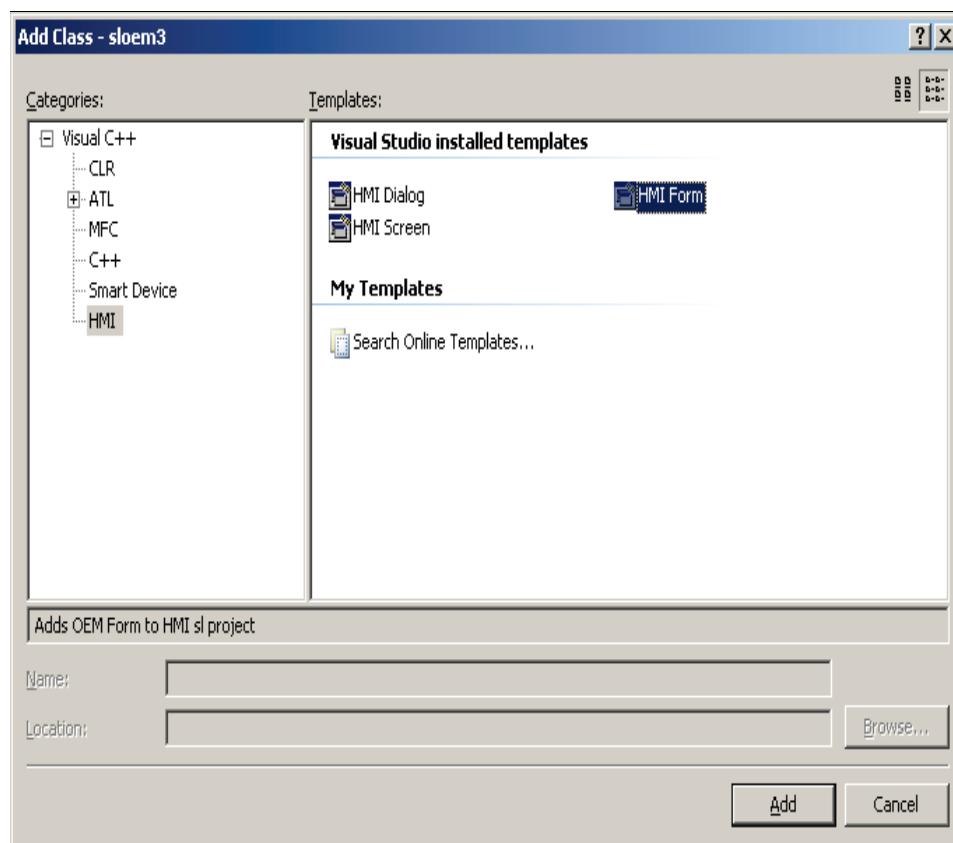 Add Class - sloem3
Categories:
Templates:
Visual C++
CLR
ATL
MFC
C++
Smart Device
HMI
Visual Studio installed templates
HMI Dialog
HMI Form
HMI Screen
My Templates
Search Online Templates...
Adds OEM Form to HMI sl project
Name:
Location:
Browse...
Add
Cancel